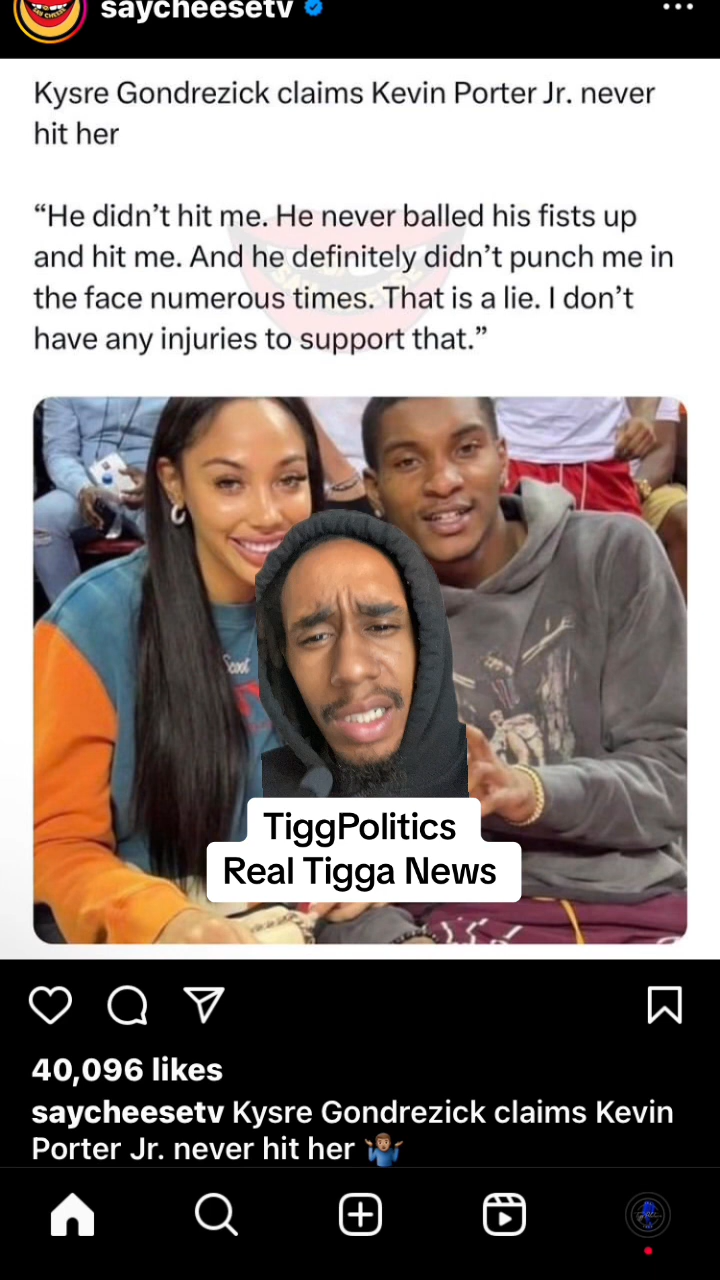 saycheesetv
Kysre Gondrezick claims Kevin Porter Jr. never
hit her
“He didn’t hit me. He never balled his fists up
and hit me. And he definitely didn’t punch me in
the face numerous times. That is a lie. I don’t
have any injuries to support that.”
TiggPolitics
Real Tigga News
40,096 likes
saycheesetv Kysre Gondrezick claims Kevin
Porter Jr. never hit her 🤷🏽‍♂️